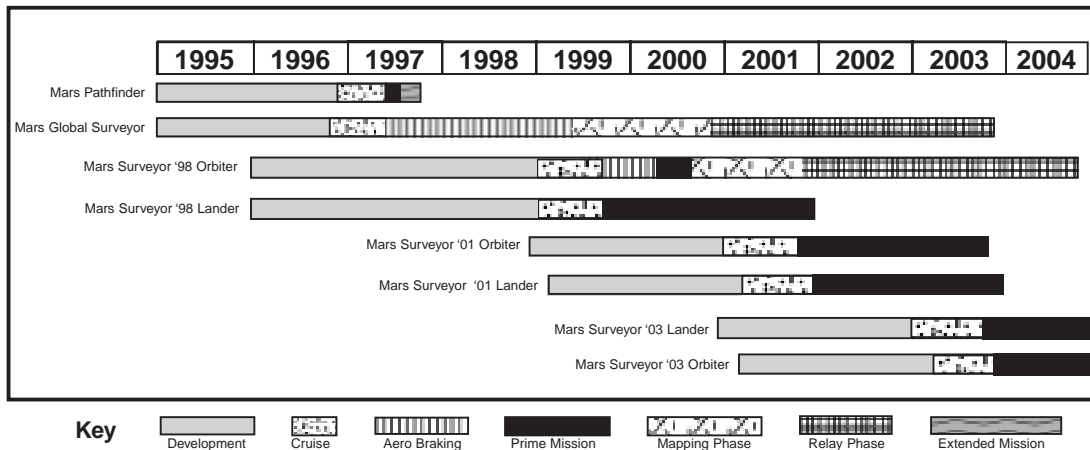 1995 1996 1997 1998 1999 2000 2001 2002 2003 2004
Mars Pathfinder
Mars Global Surveyor
Mars Surveyor ‘98 Orbiter
Mars Surveyor ‘98 Lander
Mars Surveyor ‘01 Orbiter
Mars Surveyor ‘01 Lander
Mars Surveyor ‘03 Lander
Mars Surveyor ‘03 Orbiter
Key
Development Cruise Aero Braking Prime Mission Mapping Phase Relay Phase Extended Mission